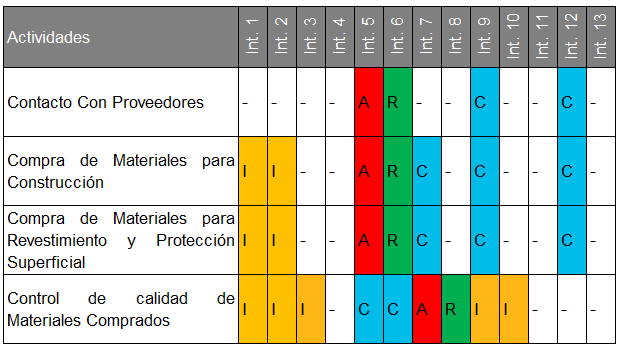 Actividades Int. 1 Int. 2 Int. 3 Int. 4 Int. 5 Int. 6 Int. 7 Int. 8 Int. 9 Int. 10 Int. 11 Int. 12 Int. 13
Contacto Con Proveedores - - - - A R - - C - - C -
Compra de Materiales para
Construcción I I - - A R C - C - - C -
Compra de Materiales para
Revestimiento y Protección I I - - A R C - C - - C -
Superficial
Control de calidad de
Materiales Comprados I I I - C C A R I I - - -